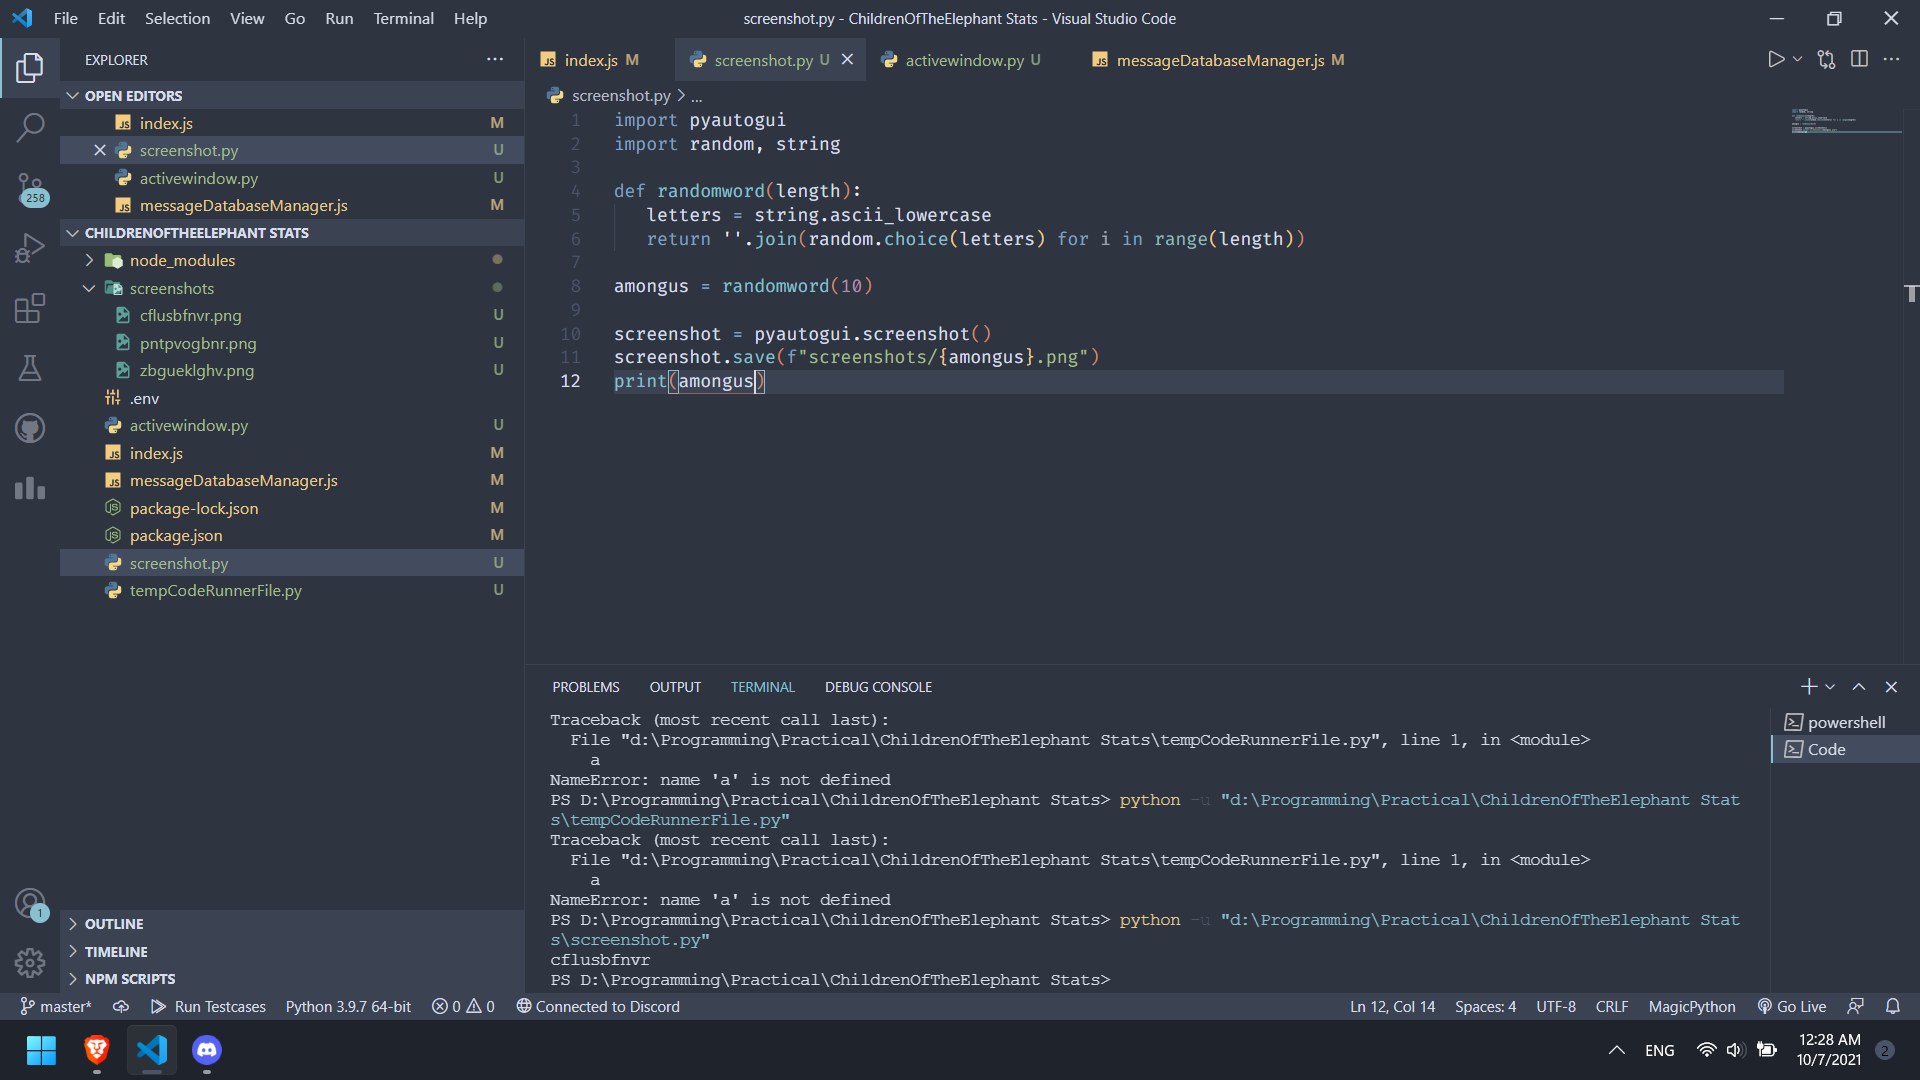 File Edit Selection View Go Run Terminal Help
screenshot.py - ChildrenOfTheElephant Stats - Visual Studio Code
EXPLORER
OPEN EDITORS
index.js M
screenshot.py U
activewindow.py U
messageDatabaseManager.js M
CHILDRENOFTHEELEPHANT STATS
node_modules
screenshots
cflusbfnvr.png U
pntpvogbnr.png U
zbgueklghv.png U
.env
activewindow.py U
index.js M
messageDatabaseManager.js M
package-lock.json M
package.json M
screenshot.py U
tempCodeRunnerFile.py U
OUTLINE
TIMELINE
NPM SCRIPTS
258
1
index.js M screenshot.py U activewindow.py U messageDatabaseManager.js M
screenshot.py > ...
1 import pyautogui
2 import random, string
3
4 def randomword(length):
5 letters = string.ascii_lowercase
6 return ''.join(random.choice(letters) for i in range(length))
7
8 amongus = randomword(10)
9
10 screenshot = pyautogui.screenshot()
11 screenshot.save(f"screenshots/{amongus}.png")
12 print(amongus)
PROBLEMS OUTPUT TERMINAL DEBUG CONSOLE
Traceback (most recent call last):
File "d:\Programming\Practical\ChildrenOfTheElephant Stats\tempCodeRunnerFile.py", line 1, in <module>
a
NameError: name 'a' is not defined
PS D:\Programming\Practical\ChildrenOfTheElephant Stats> python -u "d:\Programming\Practical\ChildrenOfTheElephant Stat
s\tempCodeRunnerFile.py"
Traceback (most recent call last):
File "d:\Programming\Practical\ChildrenOfTheElephant Stats\tempCodeRunnerFile.py", line 1, in <module>
a
NameError: name 'a' is not defined
PS D:\Programming\Practical\ChildrenOfTheElephant Stats> python -u "d:\Programming\Practical\ChildrenOfTheElephant Stat
s\screenshot.py"
cflusbfnvr
PS D:\Programming\Practical\ChildrenOfTheElephant Stats>
powershell
Code
master* Run Testcases Python 3.9.7 64-bit 0 0 Connected to Discord Ln 12, Col 14 Spaces: 4 UTF-8 CRLF MagicPython Go Live
ENG
12:28 AM
10/7/2021
2